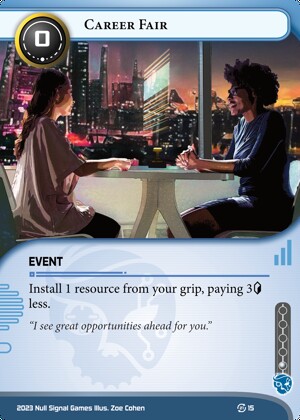 0
Career Fair
EVENT
Install 1 resource from your grip, paying 3
less.
"I see great opportunities ahead for you."
2023 Null Signal Games Illus. Zoe Cohen
15